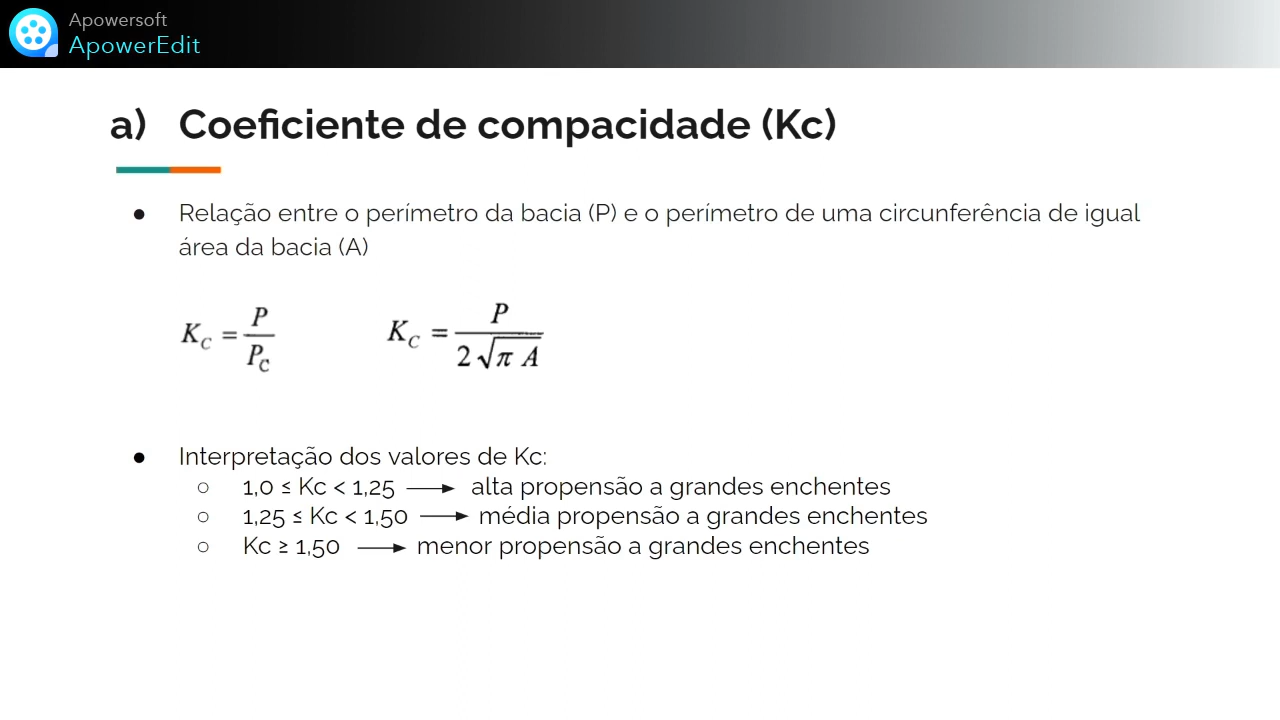 Apowersoft
ApowerEdit
a) Coeficiente de compacidade (Kc)
● Relação entre o perímetro da bacia (P) e o perímetro de uma circunferência de igual
área da bacia (A)
K_C = P / P_C    K_C = P / (2√(π A))
● Interpretação dos valores de Kc:
○ 1,0 ≤ Kc < 1,25 ⟶ alta propensão a grandes enchentes
○ 1,25 ≤ Kc < 1,50 ⟶ média propensão a grandes enchentes
○ Kc ≥ 1,50 ⟶ menor propensão a grandes enchentes